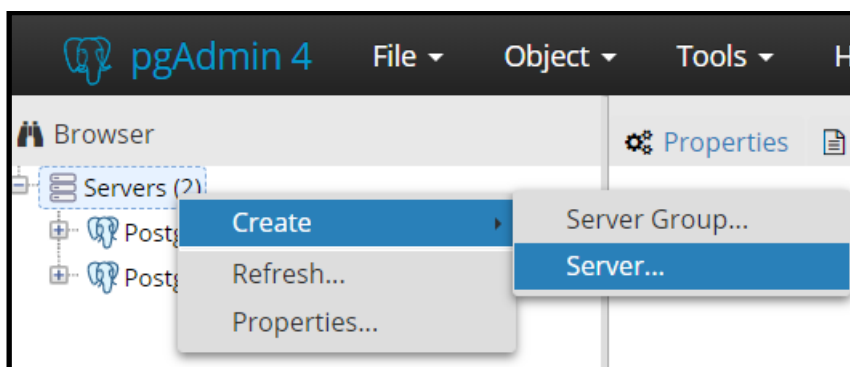 pgAdmin 4 File Object Tools
Browser
Properties
Servers (2)
Create
Server Group...
Server...
Refresh...
Properties...